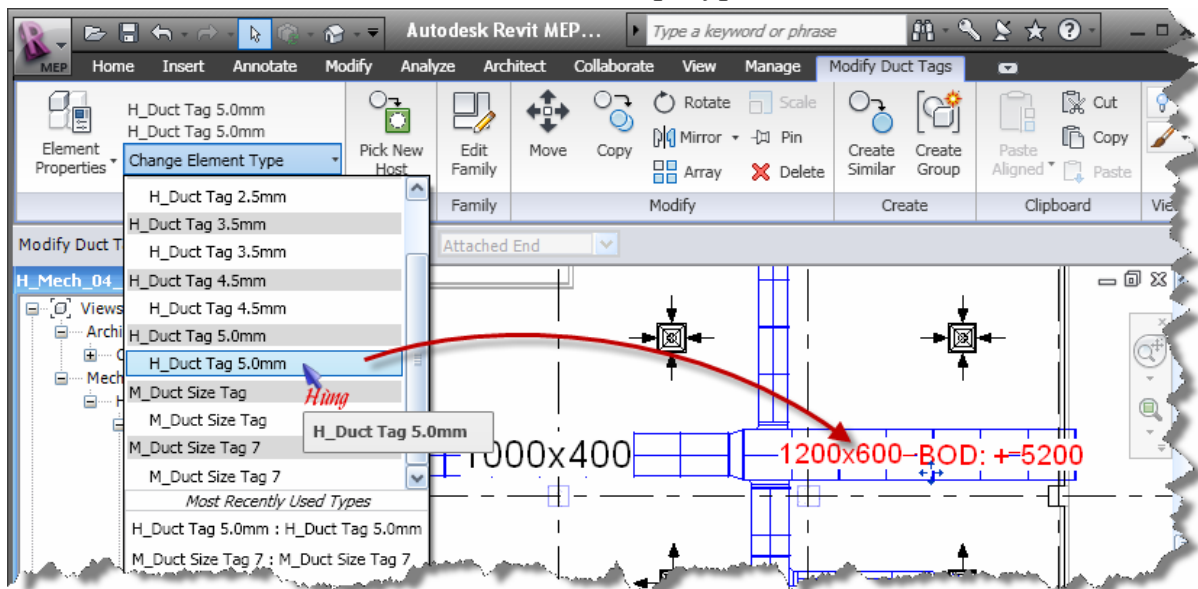 Autodesk Revit MEP... Type a keyword or phrase
MEP Home Insert Annotate Modify Analyze Architect Collaborate View Manage Modify Duct Tags
H_Duct Tag 5.0mm
H_Duct Tag 5.0mm
Element Properties
Change Element Type
Pick New Host
Edit Family
Move
Copy
Rotate
Scale
Mirror
Pin
Array
Delete
Create Similar
Create Group
Paste Aligned
Cut
Copy
Paste
Family
Modify
Create
Clipboard
Modify Duct T
Attached End
H_Mech_04_
Views
Archi
C
Mech
H
H_Duct Tag 2.5mm
H_Duct Tag 3.5mm
H_Duct Tag 3.5mm
H_Duct Tag 4.5mm
H_Duct Tag 4.5mm
H_Duct Tag 5.0mm
H_Duct Tag 5.0mm
M_Duct Size Tag
M_Duct Size Tag
M_Duct Size Tag 7
M_Duct Size Tag 7
Most Recently Used Types
H_Duct Tag 5.0mm : H_Duct Tag 5.0mm
M_Duct Size Tag 7 : M_Duct Size Tag 7
Hùng
H_Duct Tag 5.0mm
1000x400
1200x600-BOD: +5200